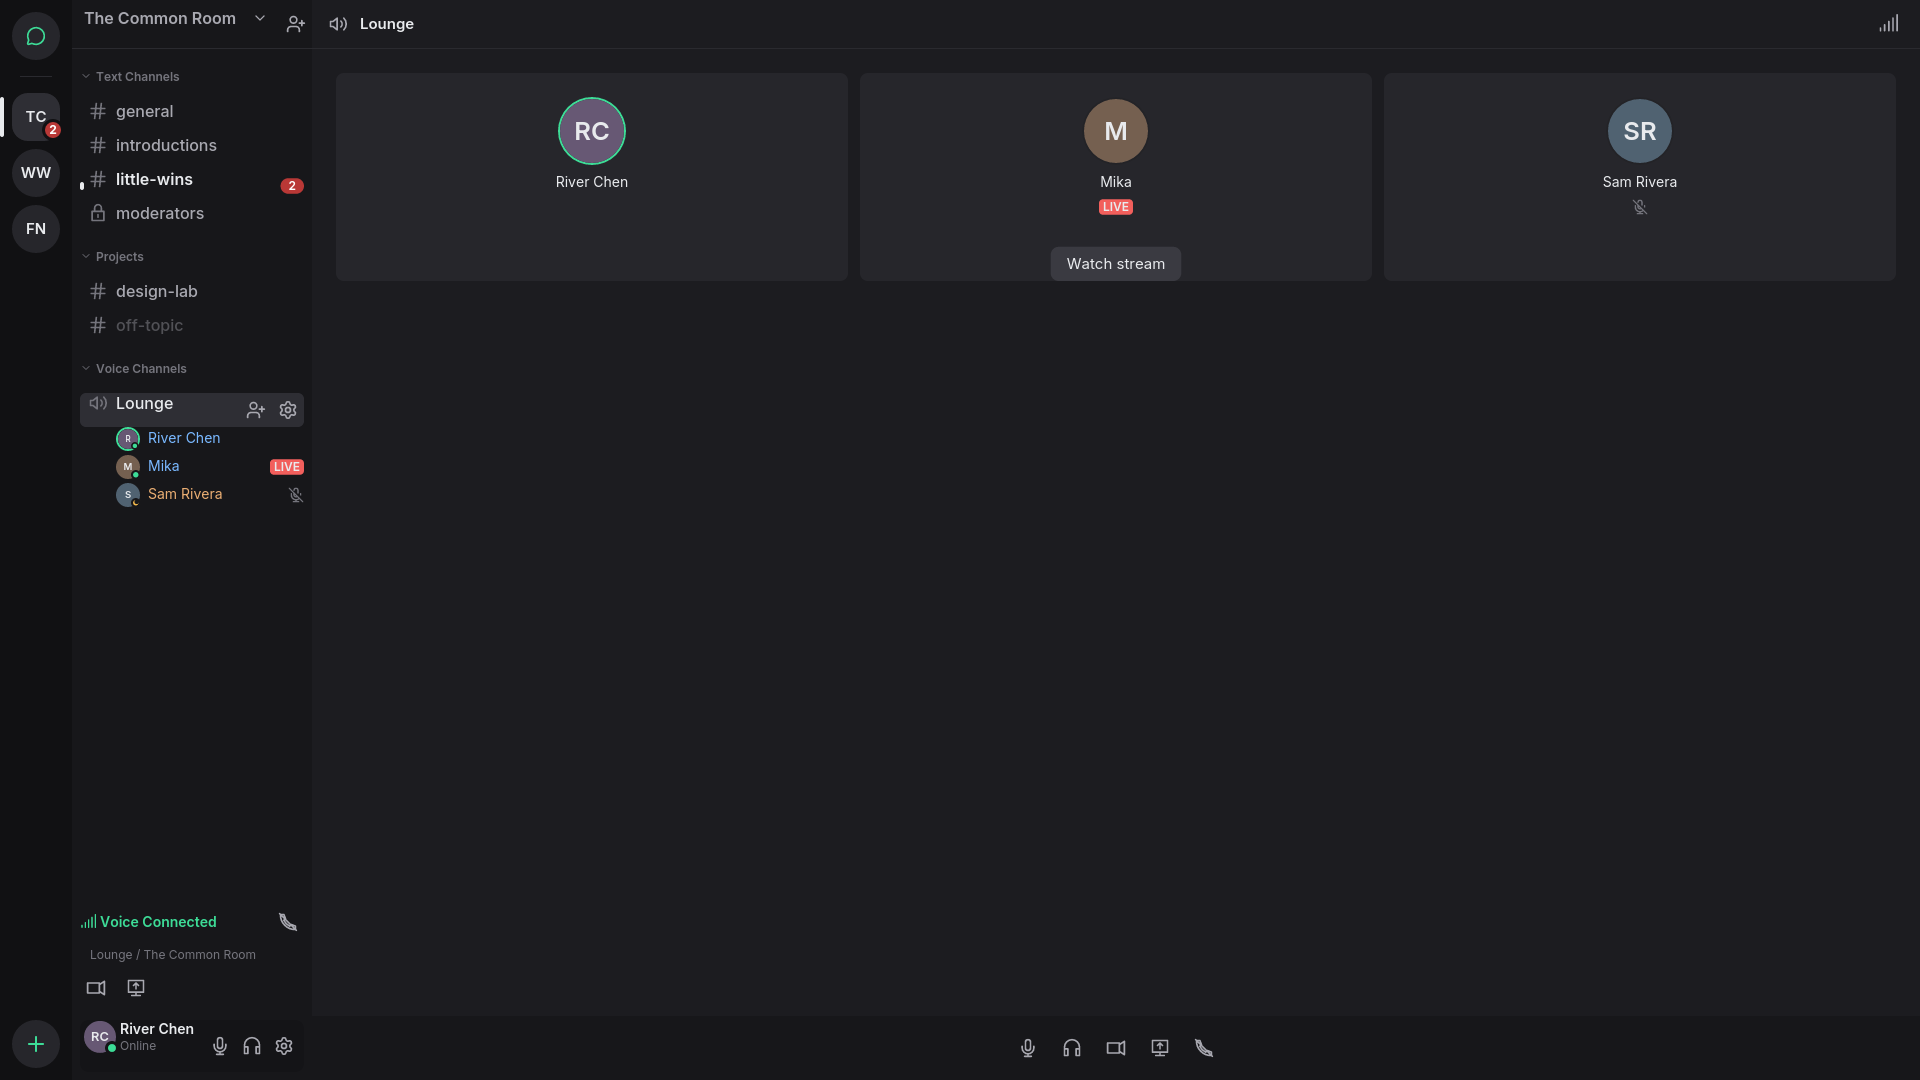 TC
2
WW
FN
The Common Room
Text Channels
general
introductions
little-wins
2
moderators
Projects
design-lab
off-topic
Voice Channels
Lounge
R
River Chen
M
Mika
LIVE
S
Sam Rivera
Voice Connected
Lounge / The Common Room
RC
River Chen
Online
Lounge
RC
River Chen
M
Mika
LIVE
Watch stream
SR
Sam Rivera